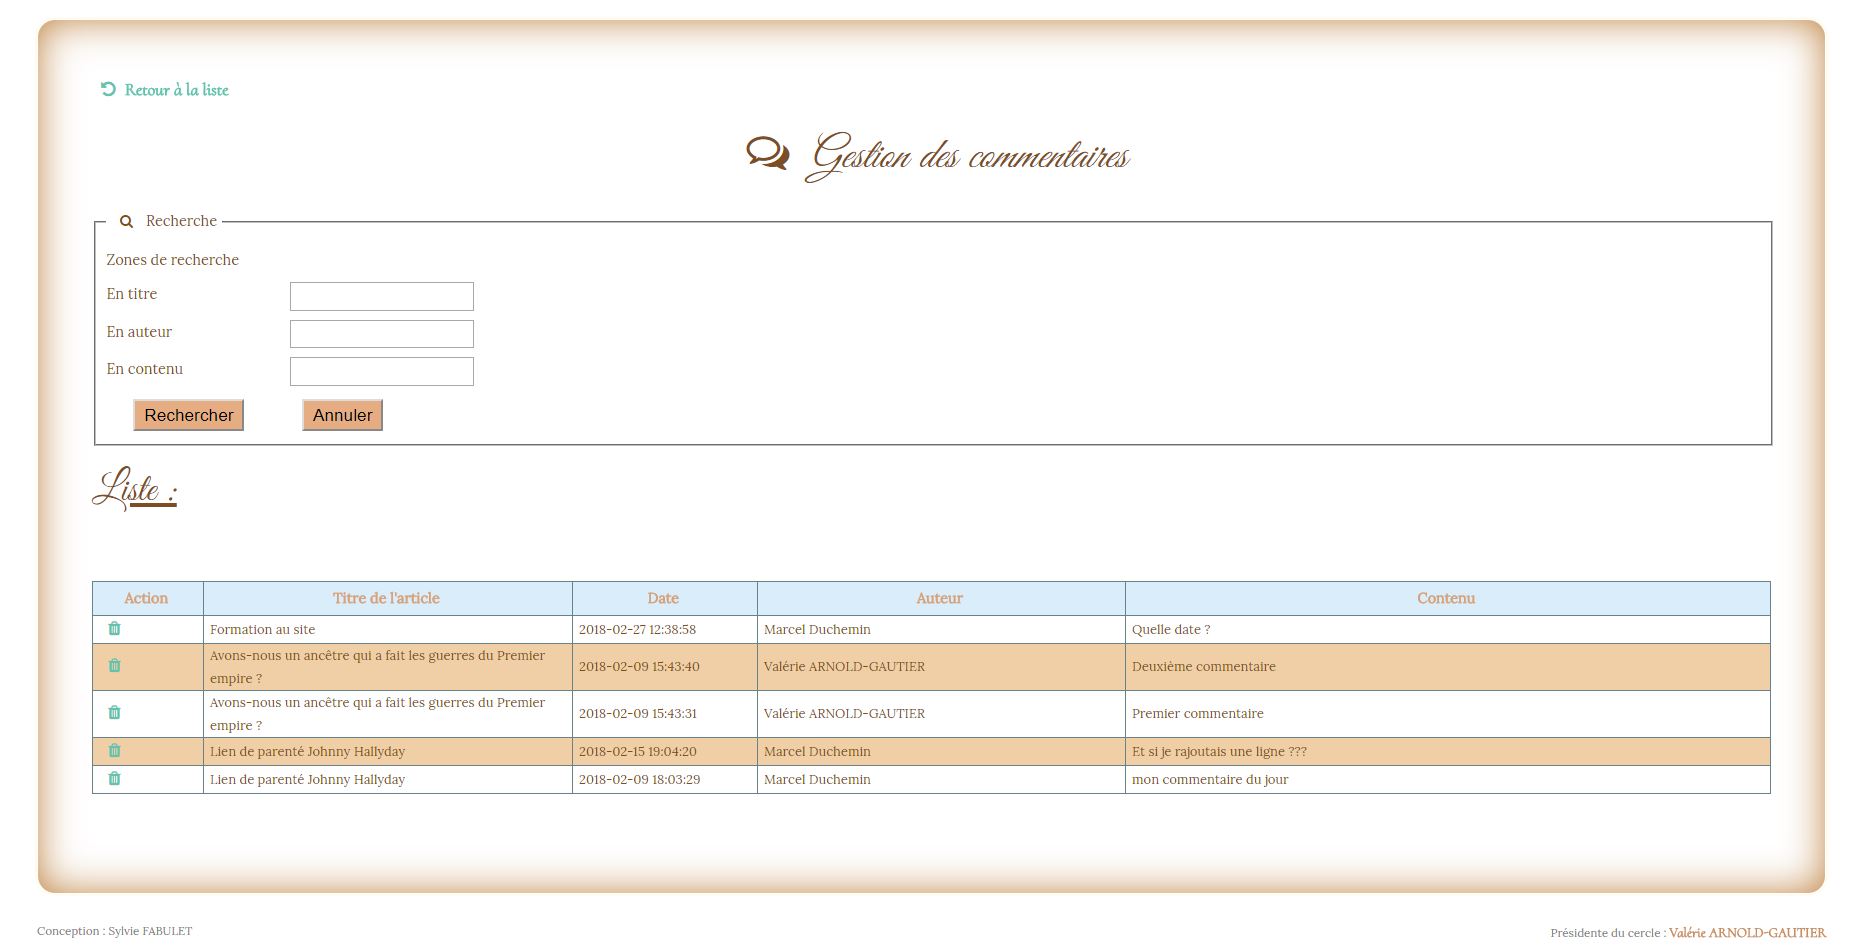 Retour à la liste
Gestion des commentaires
Recherche
Zones de recherche
En titre
En auteur
En contenu
Rechercher Annuler
Liste :
Action Titre de l'article Date Auteur Contenu
Formation au site 2018-02-27 12:38:58 Marcel Duchemin Quelle date ?
Avons-nous un ancêtre qui a fait les guerres du Premier
empire ? 2018-02-09 15:43:40 Valérie ARNOLD-GAUTIER Deuxième commentaire
Avons-nous un ancêtre qui a fait les guerres du Premier
empire ? 2018-02-09 15:43:31 Valérie ARNOLD-GAUTIER Premier commentaire
Lien de parenté Johnny Hallyday 2018-02-15 19:04:20 Marcel Duchemin Et si je rajoutais une ligne ???
Lien de parenté Johnny Hallyday 2018-02-09 18:03:29 Marcel Duchemin mon commentaire du jour
Conception : Sylvie FABULET Présidente du cercle : Valérie ARNOLD-GAUTIER